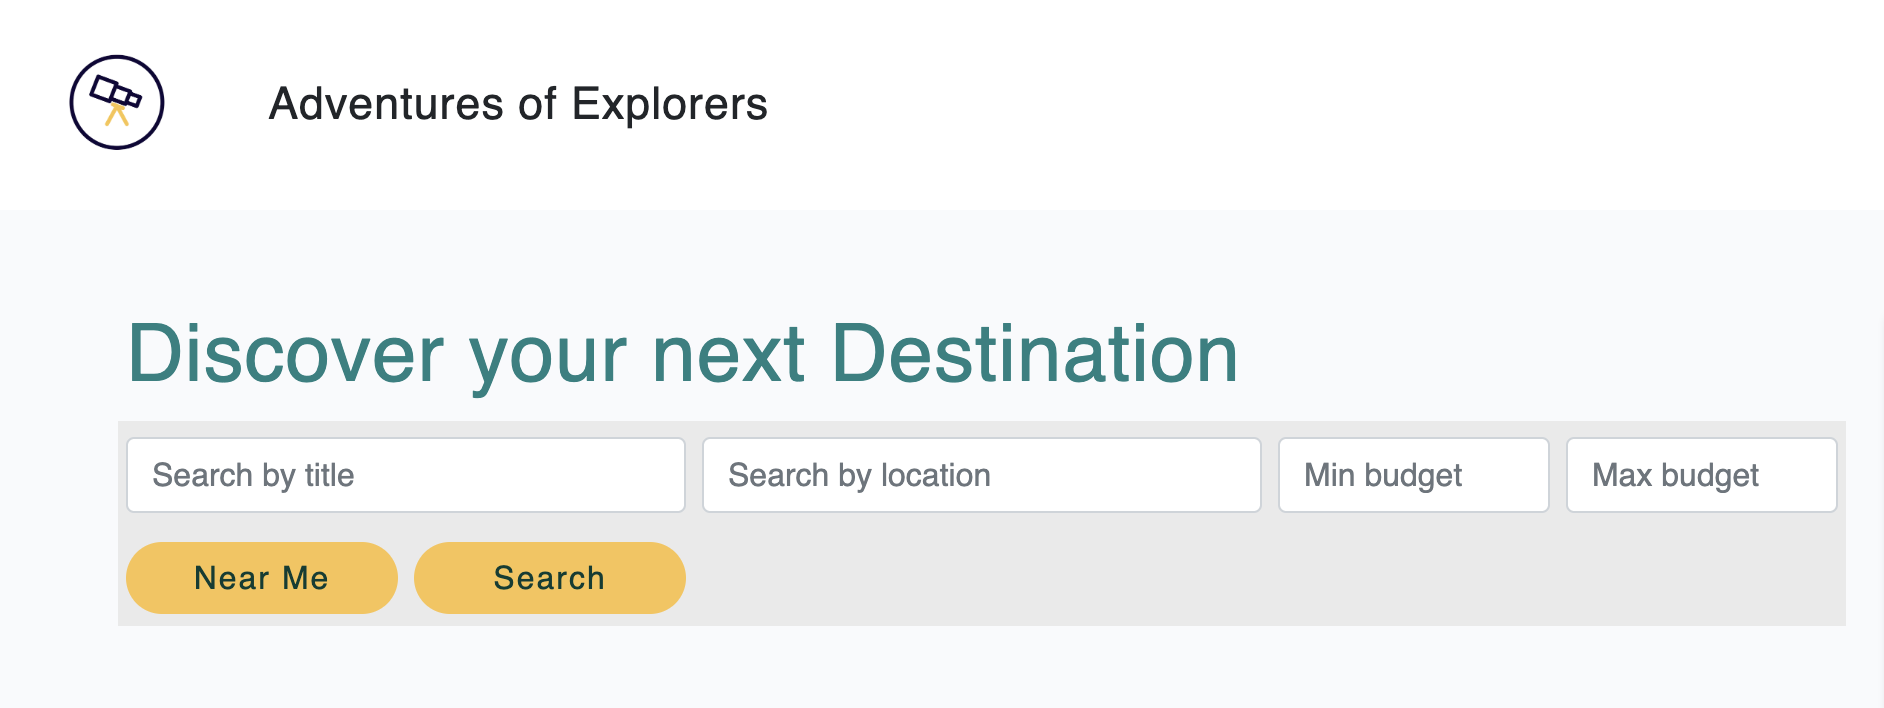 Adventures of Explorers
Discover your next Destination
Search by title Search by location Min budget Max budget
Near Me Search